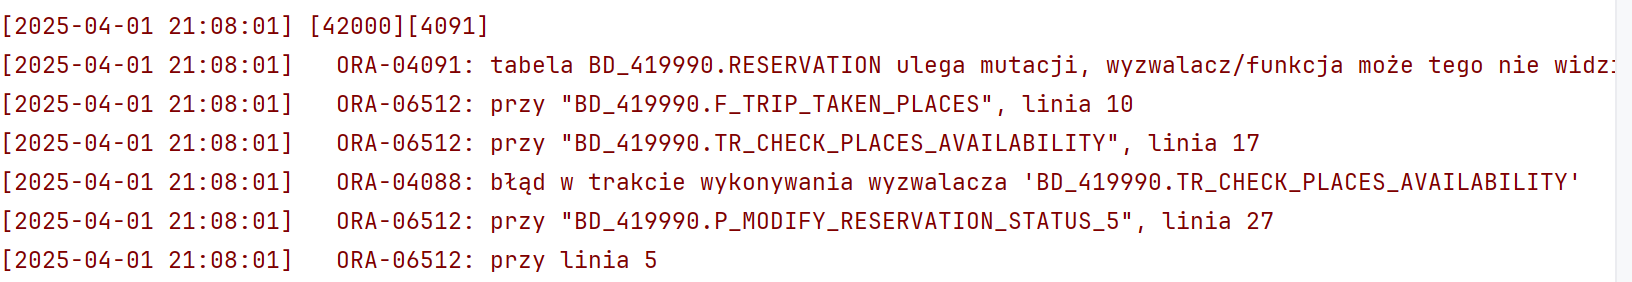 [2025-04-01 21:08:01] [42000][4091]
[2025-04-01 21:08:01]   ORA-04091: tabela BD_419990.RESERVATION ulega mutacji, wyzwalacz/funkcja może tego nie
[2025-04-01 21:08:01]   ORA-06512: przy "BD_419990.F_TRIP_TAKEN_PLACES", linia 10
[2025-04-01 21:08:01]   ORA-06512: przy "BD_419990.TR_CHECK_PLACES_AVAILABILITY", linia 17
[2025-04-01 21:08:01]   ORA-04088: błąd w trakcie wykonywania wyzwalacza 'BD_419990.TR_CHECK_PLACES_AVAILABILITY'
[2025-04-01 21:08:01]   ORA-06512: przy "BD_419990.P_MODIFY_RESERVATION_STATUS_5", linia 27
[2025-04-01 21:08:01]   ORA-06512: przy linia 5